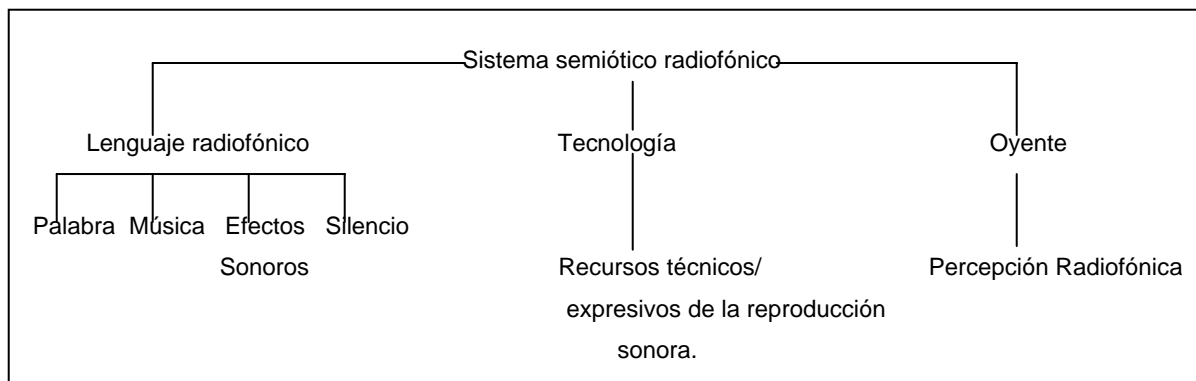 Sistema semiótico radiofónico
Lenguaje radiofónico Tecnología Oyente
Palabra Música Efectos Silencio
Sonoros
Recursos técnicos/ Percepción Radiofónica
expresivos de la reproducción
sonora.